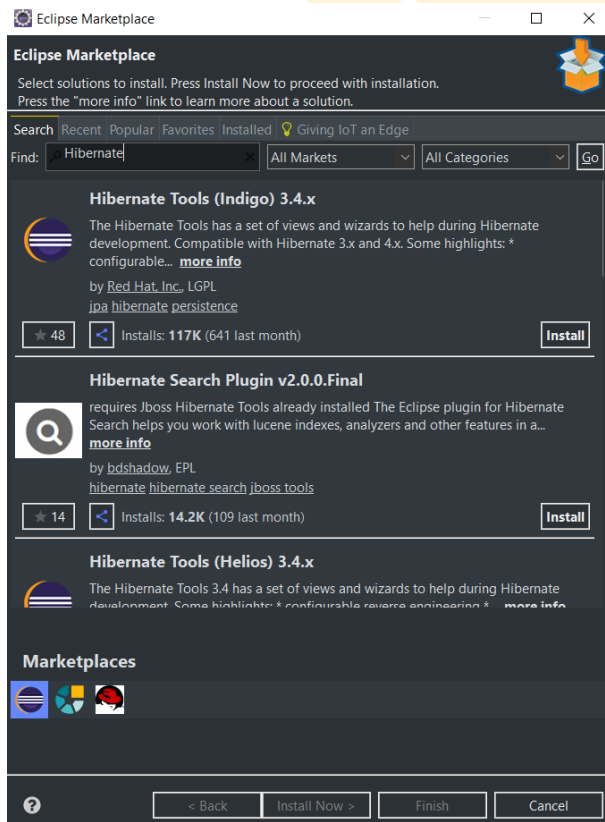 Eclipse Marketplace
Eclipse Marketplace
Select solutions to install. Press Install Now to proceed with installation.
Press the "more info" link to learn more about a solution.
Search Recent Popular Favorites Installed Giving IoT an Edge
Find: Hibernate All Markets All Categories Go
Hibernate Tools (Indigo) 3.4.x
The Hibernate Tools has a set of views and wizards to help during Hibernate
development. Compatible with Hibernate 3.x and 4.x. Some highlights: *
configurable... more info
by Red Hat, Inc., LGPL
jpa hibernate persistence
48 Installs: 117K (641 last month) Install
Hibernate Search Plugin v2.0.0.Final
requires Jboss Hibernate Tools already installed The Eclipse plugin for Hibernate
Search helps you work with lucene indexes, analyzers and other features in a...
more info
by bdshadow, EPL
hibernate hibernate search jboss tools
14 Installs: 14.2K (109 last month) Install
Hibernate Tools (Helios) 3.4.x
The Hibernate Tools 3.4 has a set of views and wizards to help during Hibernate
development. Some highlights: * configurable reverse engineering * more info
Marketplaces
< Back Install Now > Finish Cancel